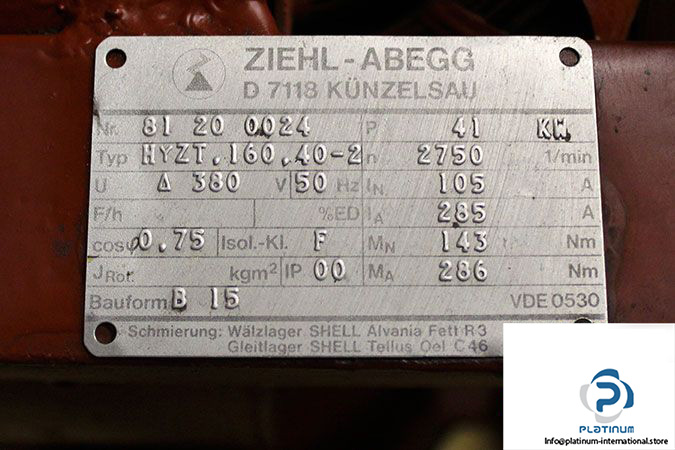 ZIEHL-ABEGG
D 7118 KÜNZELSAU
Nr. 81 20 0024 P 41 KW.
Typ HYZT.160.40-2 n 2750 1/min
U Δ 380 V 50 Hz IN 105 A
F/h %ED IA 285 A
cosφ 0.75 Isol.-Kl. F MN 143 Nm
JRot. kgm² IP 00 MA 286 Nm
Bauform B 15 VDE 0530
Schmierung: Wälzlager SHELL Alvania Fett R3
Gleitlager SHELL Tellus Oel C46
PLATINUM
Info@platinum-international.store